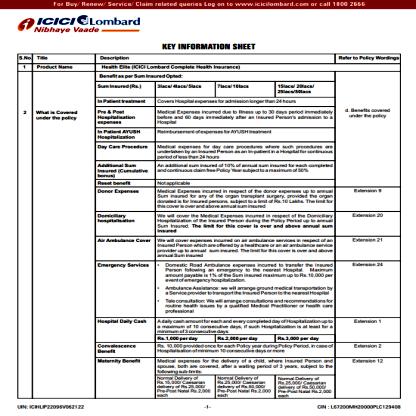 For Buy/ Renew/ Service/ Claim related queries Log on to www.icicilombard.com or call 1800 2666
ICICI Lombard
Nibhaye Vaade
KEY INFORMATION SHEET
S.No Title Description Refer to Policy Wordings
1 Product Name Health Elite (ICICI Lombard Complete Health Insurance)
2 What is Covered under the policy
Benefit as per Sum Insured Opted:
Sum Insured (Rs.) 3lacs/ 4lacs/ 5lacs 7lacs/ 10lacs 15lacs/ 20lacs/
25lacs/50lacs
In Patient treatment Covers Hospital expenses for admission longer than 24 hours
d. Benefits covered
under the policy
Pre & Post
Hospitalisation
expenses
Medical Expenses incurred due to illness up to 30 days period immediately
before and 60 days immediately after an Insured Person's admission to a
Hospital
In Patient AYUSH
Hospitalization
Reimbursement of expenses for AYUSH treatment
Day Care Procedure
Medical expenses for day care procedures where such procedures are
undertaken by an Insured Person as an In patient in a Hospital for continuous
period of less than 24 hours
Additional Sum
Insured (Cumulative
bonus)
An additional sum insured of 10% of annual sum insured for each completed
and continuous claim free Policy Year subject to a maximum of 50%
Reset benefit Not applicable
Donor Expenses
Medical Expenses incurred in respect of the donor expenses up to annual
Sum insured for any of the organ transplant surgery, provided the organ
donated is for Insured persons, subject to a limit of Rs.10 Lakhs. The limit for
this cover is over and above annual sum insured
Extension 9
Domiciliary
hospitalisation
We will cover the Medical Expenses incurred in respect of the Domiciliary
Hospitalization of the Insured Person during the Policy Period up to Annual
Sum Insured. The limit for this cover is over and above annual sum
insured
Extension 20
Air Ambulance Cover
We will cover expenses incurred on air ambulance services in respect of an
Insured Person which are offered by a healthcare or an air ambulance service
provider up to an annual sum insured. The limit for this cover is over and above
annual Sum Insured
Extension 21
Emergency Services
• Domestic Road Ambulance expenses incurred to transfer the Insured
Person following an emergency to the nearest Hospital. Maximum
amount payable is 1% of the Sum insured maximum up to Rs.10,000 per
event of emergency hospitalization.
• Ambulance Assistance: we will arrange ground medical transportation by
a Service provider to transport the Insured Person to the nearest Hospital
• Tele consultation: We will arrange consultations and recommendations for
routine health issues by a qualified Medical Practitioner or health care
professional
Extension 24
Hospital Daily Cash
A daily cash amount for each and every completed day of Hospitalization up to
a maximum of 10 consecutive days, if such Hospitalization is at least for a
minimum of 3 consecutive days:
Extension 1
Rs.1,000 per day Rs.2,000 per day Rs.3,000 per day
Convalescence
Benefit
Rs. 10,000 provided once for each Policy year during Policy Period, in case of
Hospitalisation of minimum 10 consecutive days or more
Extension 2
Maternity Benefit
Medical expenses for the delivery of a child, where Insured Person and
spouse, both are covered, after a waiting period of 3 years, subject to the
following sub-limits:
Extension 12
Normal Delivery of
Rs.15,000/ Caesarian
delivery of Rs.25,000/
Pre-Post Natal Rs.2,000
each
Normal Delivery of
Rs.25,000/Caesarian
delivery of Rs.50,000/
Pre-Post Natal Rs.2,000
each
Normal Delivery of
Rs.25,000/Caesarian
delivery of Rs.50,000/
Pre-Post Natal Rs.5,000
each
UIN: ICIHLIP22096V062122 -1- CIN : L67200MH2000PLC129408